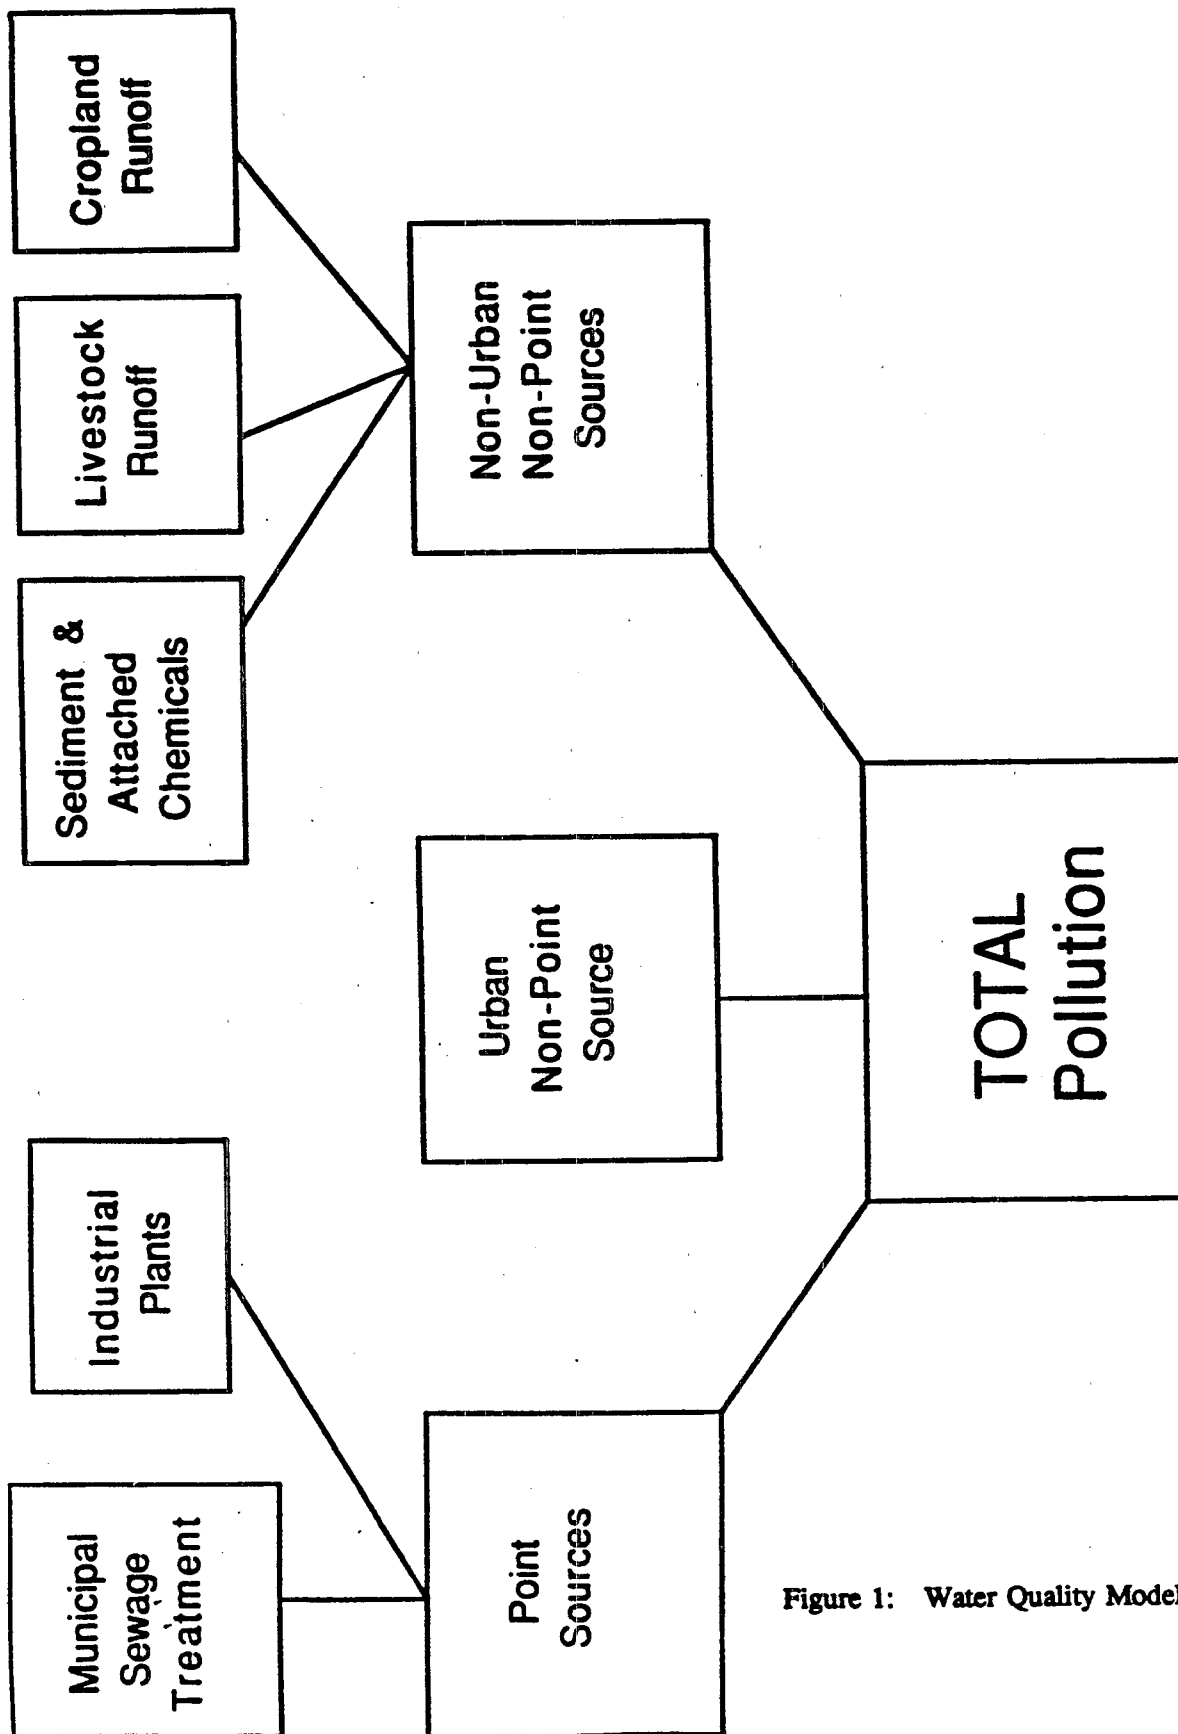 Municipal
Sewage
Treatment
Industrial
Plants
Sediment &
Attached
Chemicals
Livestock
Runoff
Cropland
Runoff
Point
Sources
Urban
Non-Point
Source
Non-Urban
Non-Point
Sources
TOTAL
Pollution
Figure 1: Water Quality Model